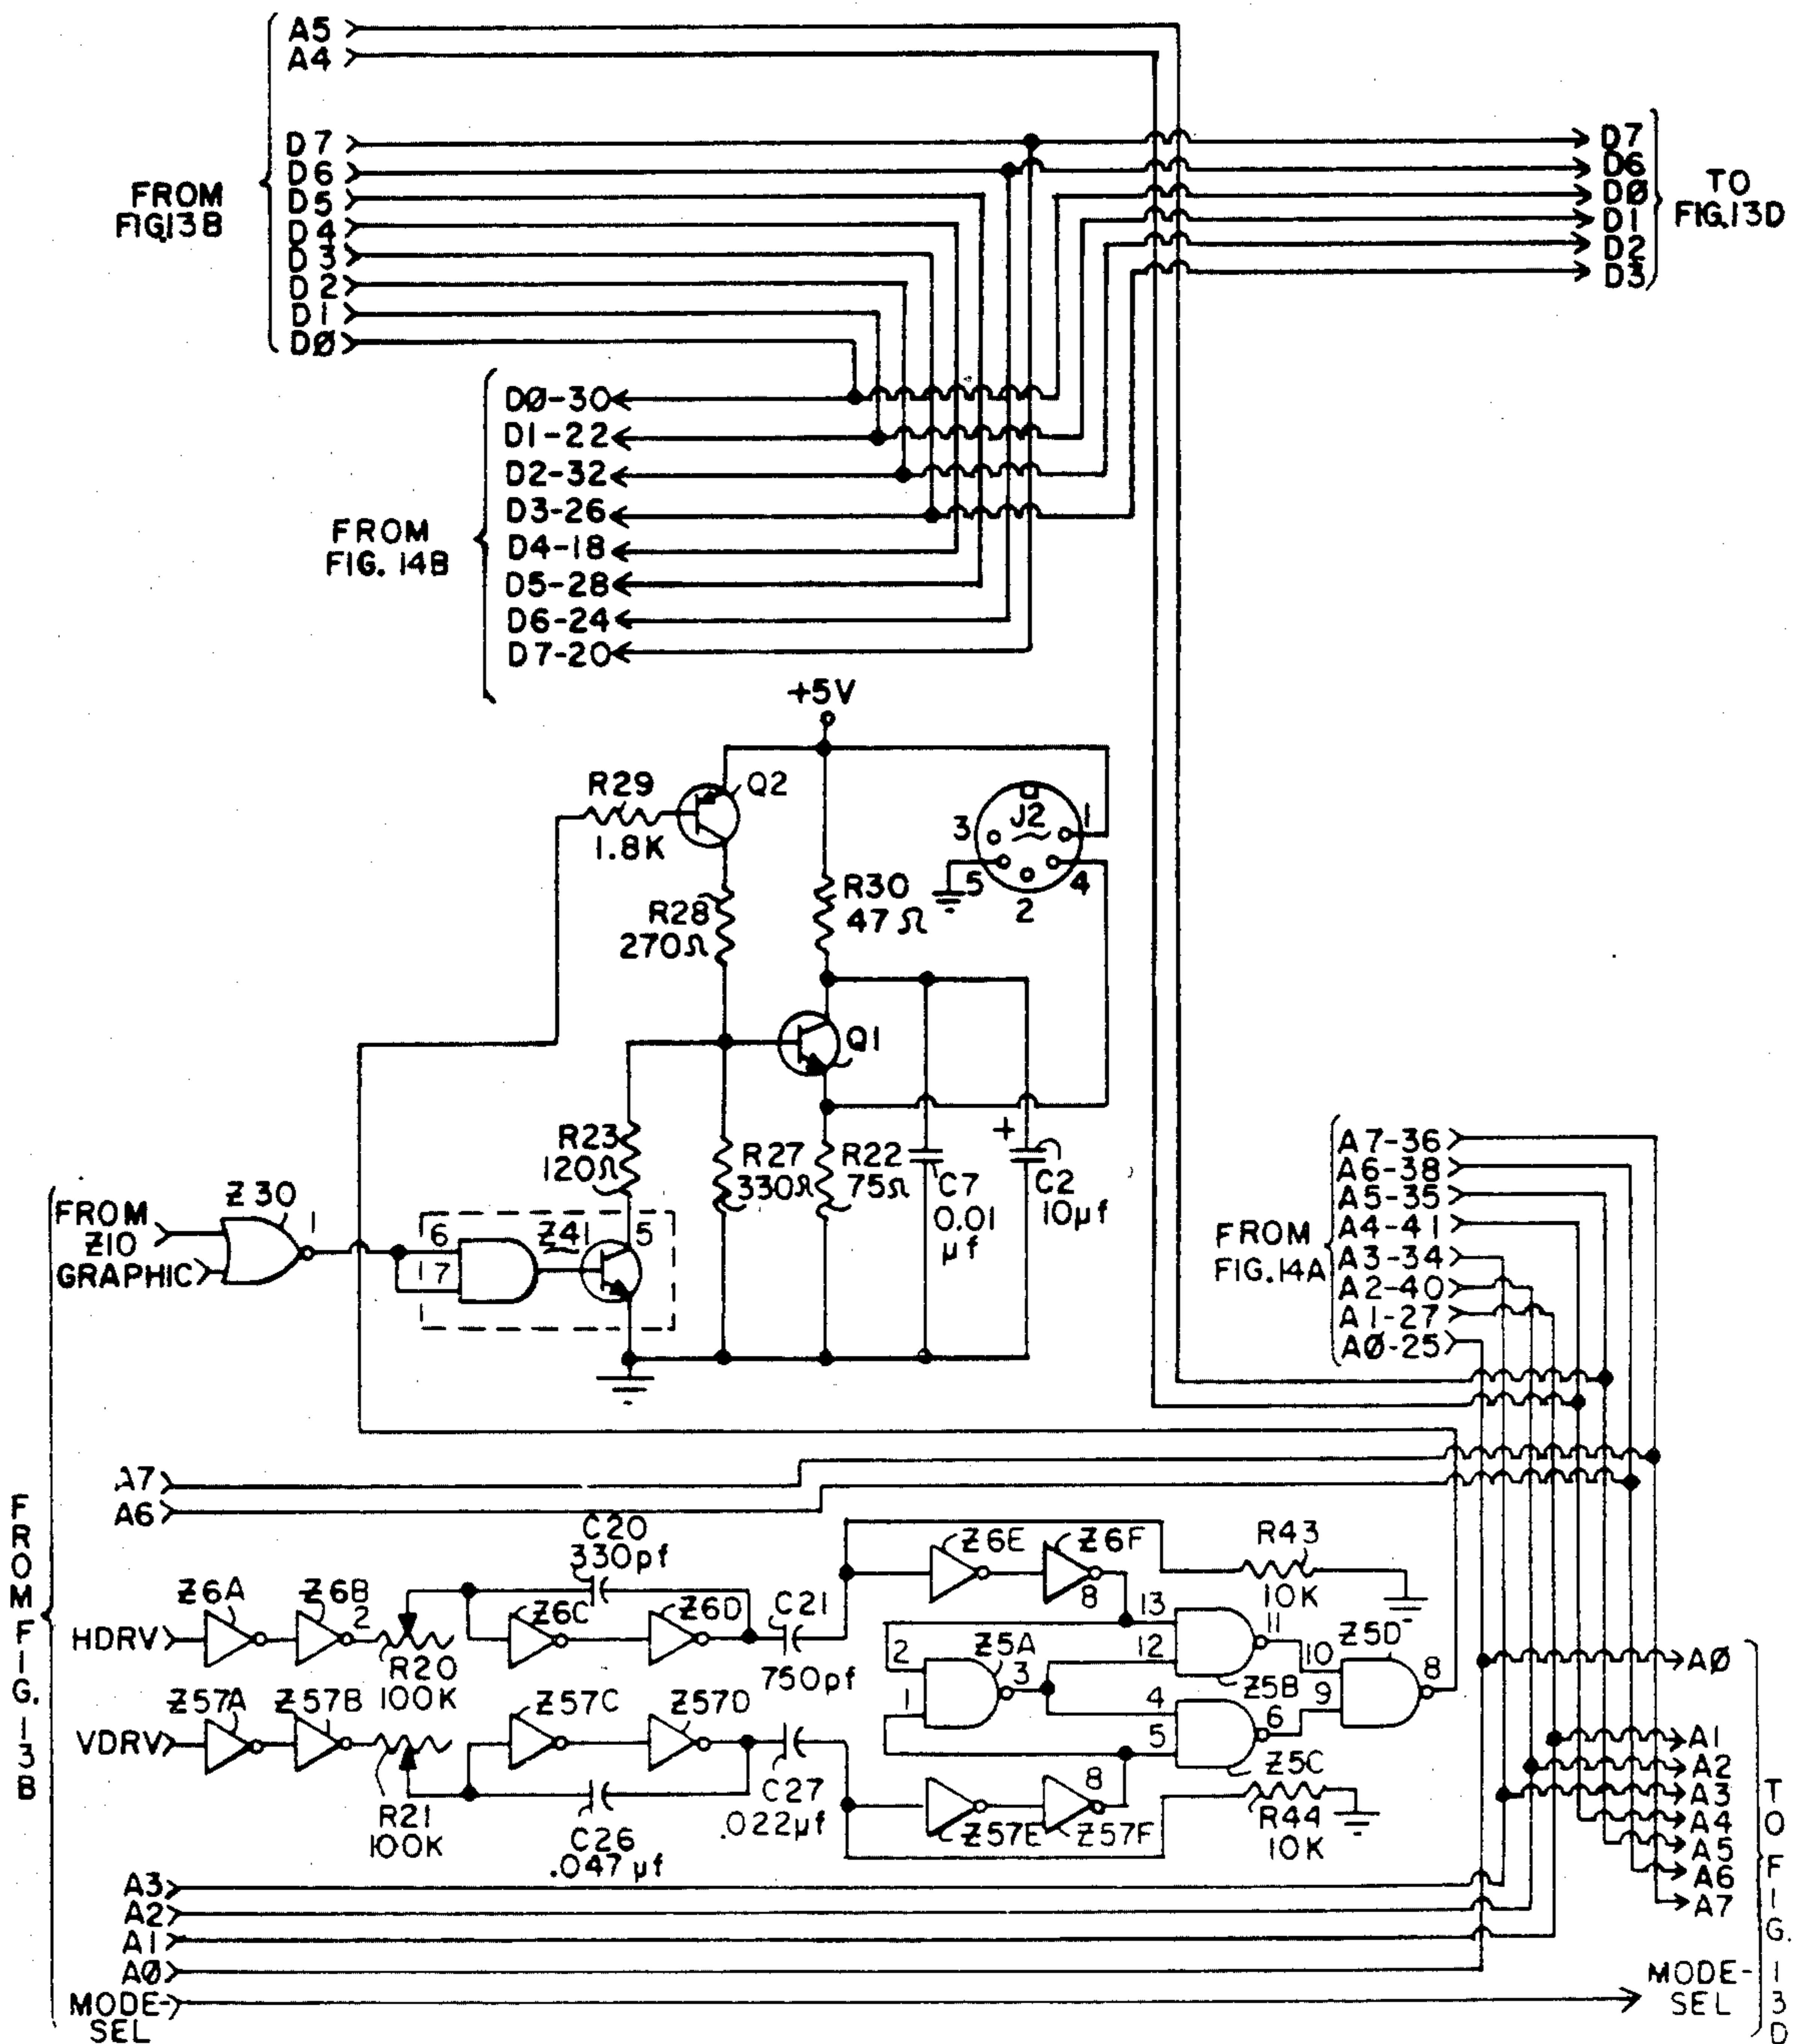 A5
A4
D7
D6
D5
D4
D3
D2
D1
DØ
FROM
FIG.13B
D7
D6
DØ
D1
D2
D3
TO
FIG.13D
DØ-30
D1-22
D2-32
D3-26
D4-18
D5-28
D6-24
D7-20
FROM
FIG. 14B
+5V
R29
1.8K
Q2
J2
1
3
5
4
2
R28
270Ω
R30
47Ω
Q1
R23
120Ω
R27
330Ω
R22
75Ω
C7
0.01
µf
+
C2
10µf
Z30
1
FROM
Z10
GRAPHIC
6
7
Z41
5
A7-36
A6-38
A5-35
A4-41
A3-34
A2-40
A1-27
AØ-25
FROM
FIG.14A
FROM FIG. 13B
A7
A6
C20
330pf
Z6A
Z6B
2
HDRV
R20
100K
Z6C
Z6D
C21
750pf
Z6E
Z6F
8
R43
10K
13
12
11
Z5B
2
1
Z5A
3
10
9
Z5D
8
4
5
6
Z5C
Z57A
Z57B
VDRV
R21
100K
Z57C
Z57D
C26
.047µf
C27
.022µf
8
Z57E
Z57F
R44
10K
AØ
A1
A2
A3
A4
A5
A6
A7
TO FIG. 13D
A3
A2
A1
AØ
MODE-
SEL
MODE-
SEL